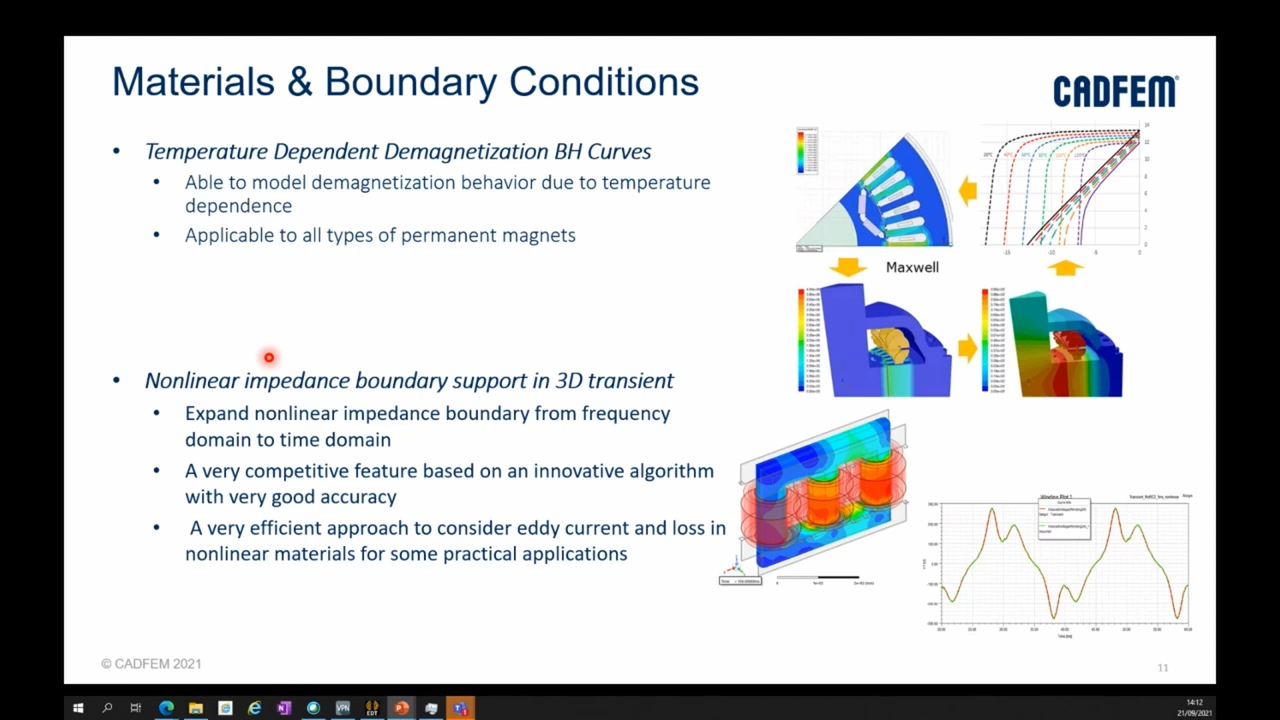 Materials & Boundary Conditions
CADFEM
• Temperature Dependent Demagnetization BH Curves
• Able to model demagnetization behavior due to temperature
dependence
• Applicable to all types of permanent magnets
Maxwell
• Nonlinear impedance boundary support in 3D transient
• Expand nonlinear impedance boundary from frequency
domain to time domain
• A very competitive feature based on an innovative algorithm
with very good accuracy
• A very efficient approach to consider eddy current and loss in
nonlinear materials for some practical applications
© CADFEM 2021
11
VPN
EDT
14:12
21/09/2021